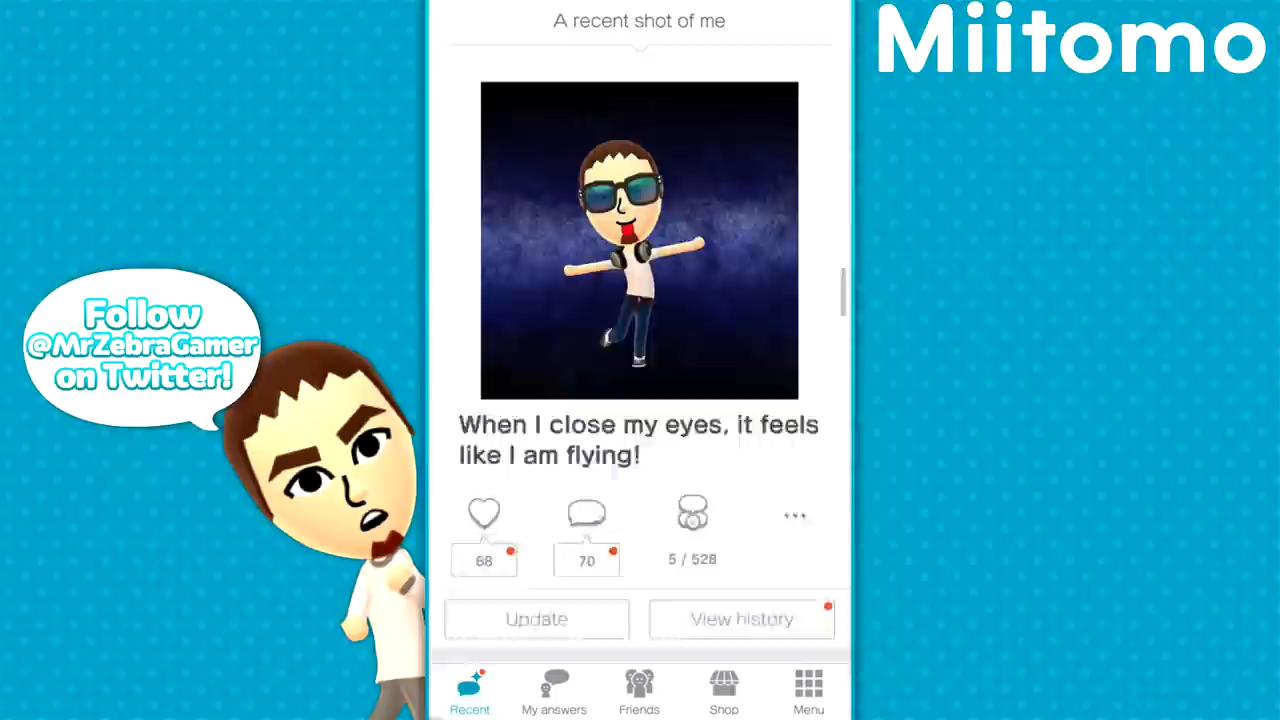 A recent shot of me
Miitomo
Follow
@MrZebraGamer
on Twitter!
When I close my eyes, it feels
like I am flying!
68
70
5 / 528
Update
View history
Recent
My answers
Friends
Shop
Menu